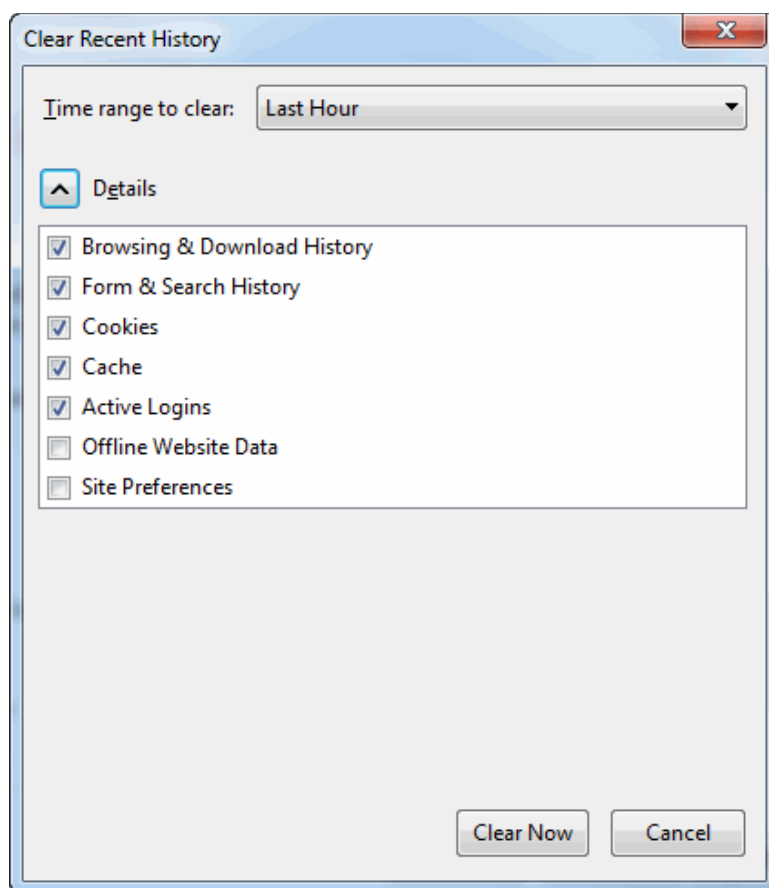 Clear Recent History
Time range to clear: Last Hour
Details
Browsing & Download History
Form & Search History
Cookies
Cache
Active Logins
Offline Website Data
Site Preferences
Clear Now Cancel